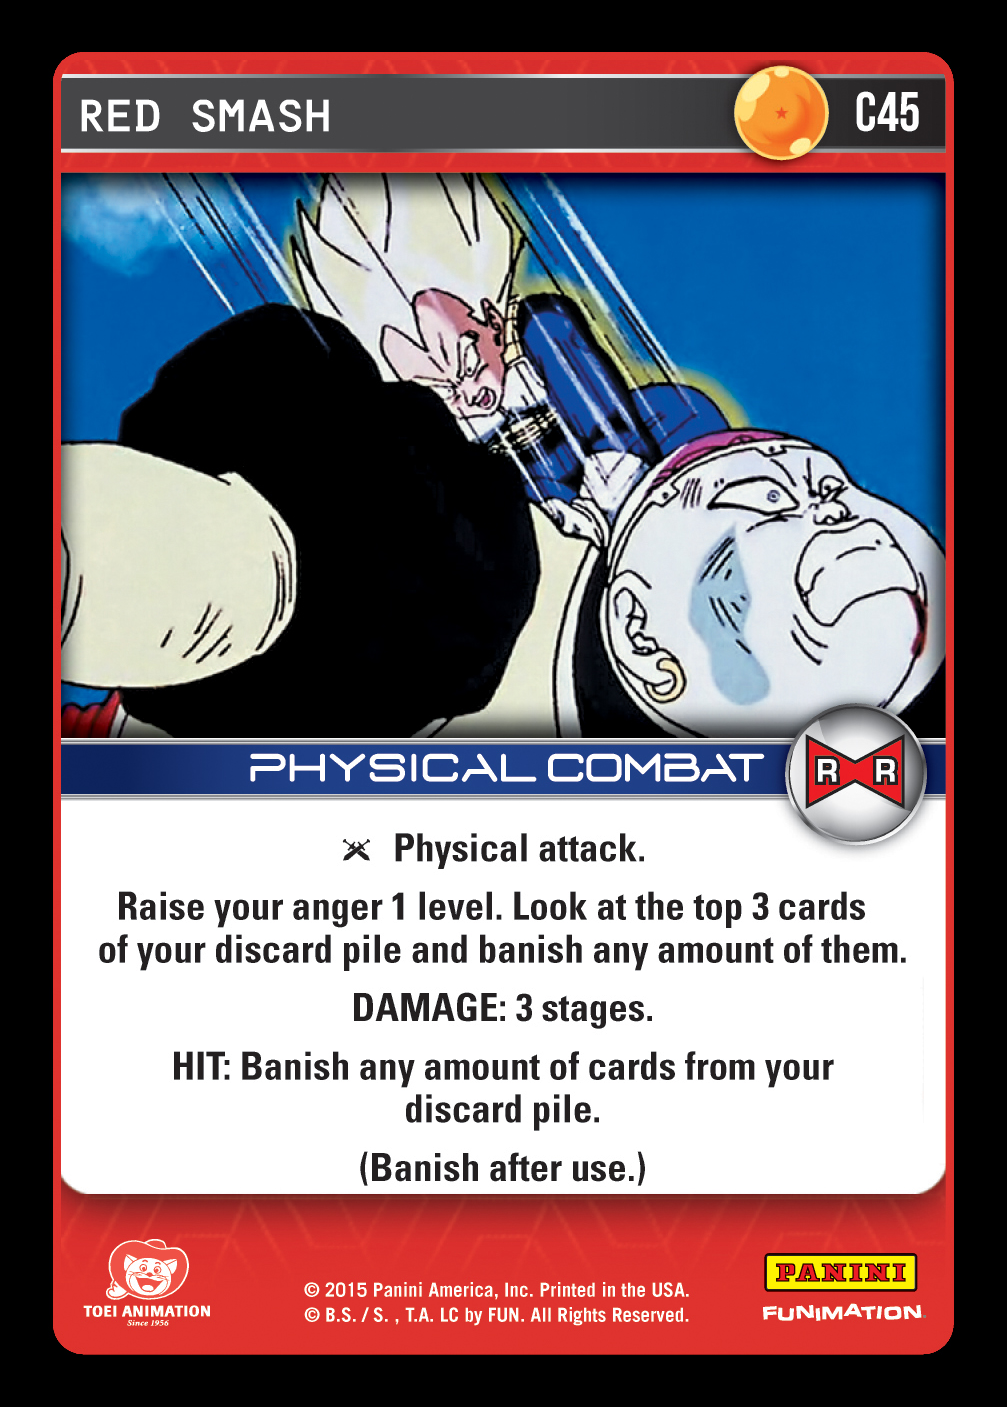 RED SMASH
C45
PHYSICAL COMBAT
R R
Physical attack.
Raise your anger 1 level. Look at the top 3 cards
of your discard pile and banish any amount of them.
DAMAGE: 3 stages.
HIT: Banish any amount of cards from your
discard pile.
(Banish after use.)
TOEI ANIMATION
Since 1956
© 2015 Panini America, Inc. Printed in the USA.
© B.S. / S. , T.A. LC by FUN. All Rights Reserved.
PANINI
FUNIMATION